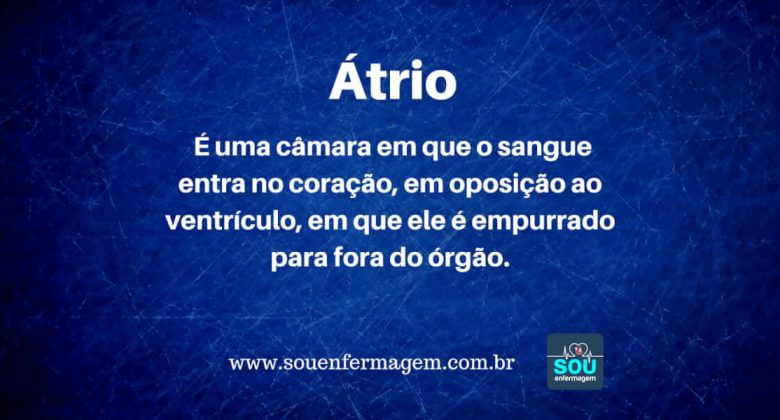 Átrio
É uma câmara em que o sangue
entra no coração, em oposição ao
ventrículo, em que ele é empurrado
para fora do órgão.
www.souenfermagem.com.br
SOU
enfermagem